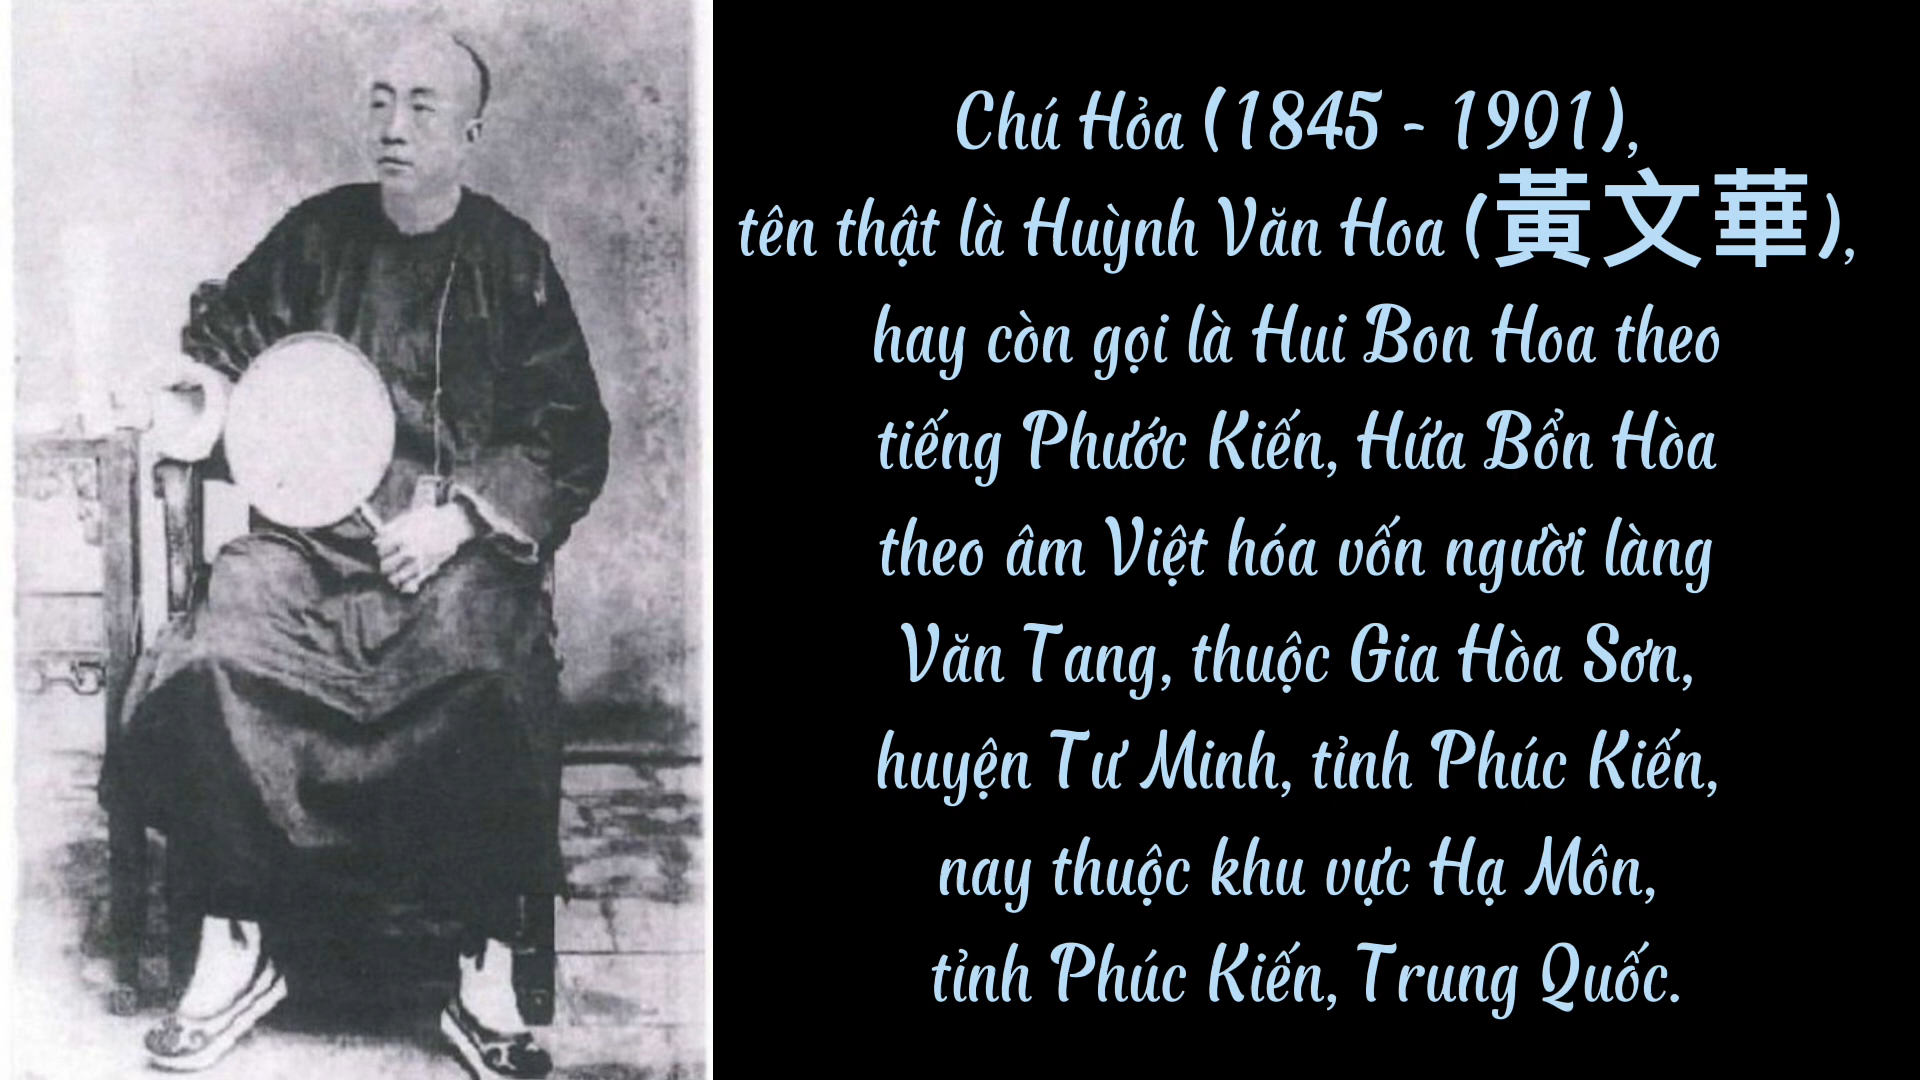 Chú Hỏa (1845 - 1901),
tên thật là Huỳnh Văn Hoa (黃文華),
hay còn gọi là Hui Bon Hoa theo
tiếng Phước Kiến, Hứa Bổn Hòa
theo âm Việt hóa vốn người làng
Văn Tang, thuộc Gia Hòa Sơn,
huyện Tư Minh, tỉnh Phúc Kiến,
nay thuộc khu vực Hạ Môn,
tỉnh Phúc Kiến, Trung Quốc.